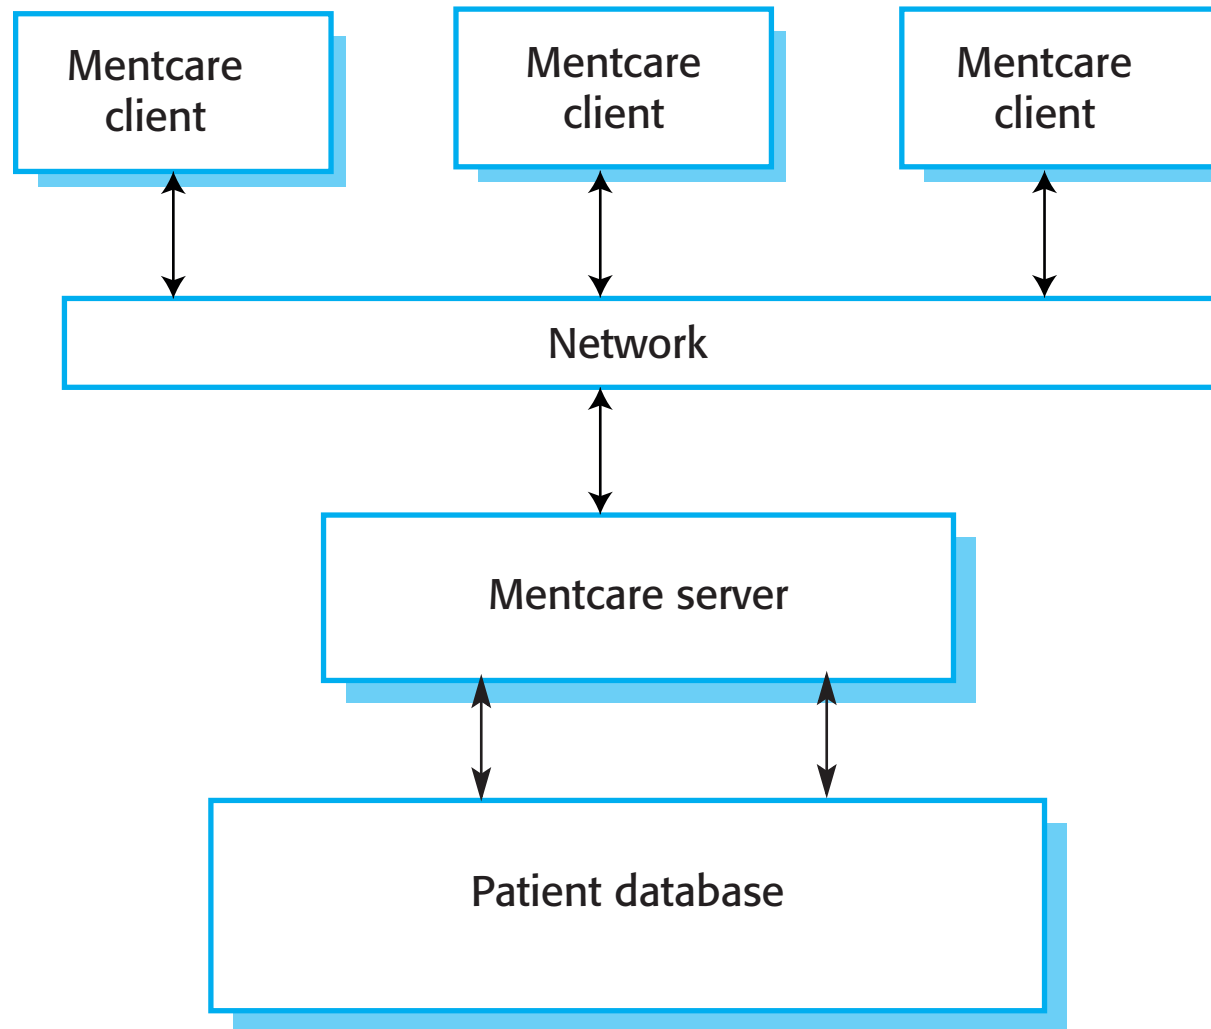 Mentcare
client
Mentcare
client
Mentcare
client
Network
Mentcare server
Patient database